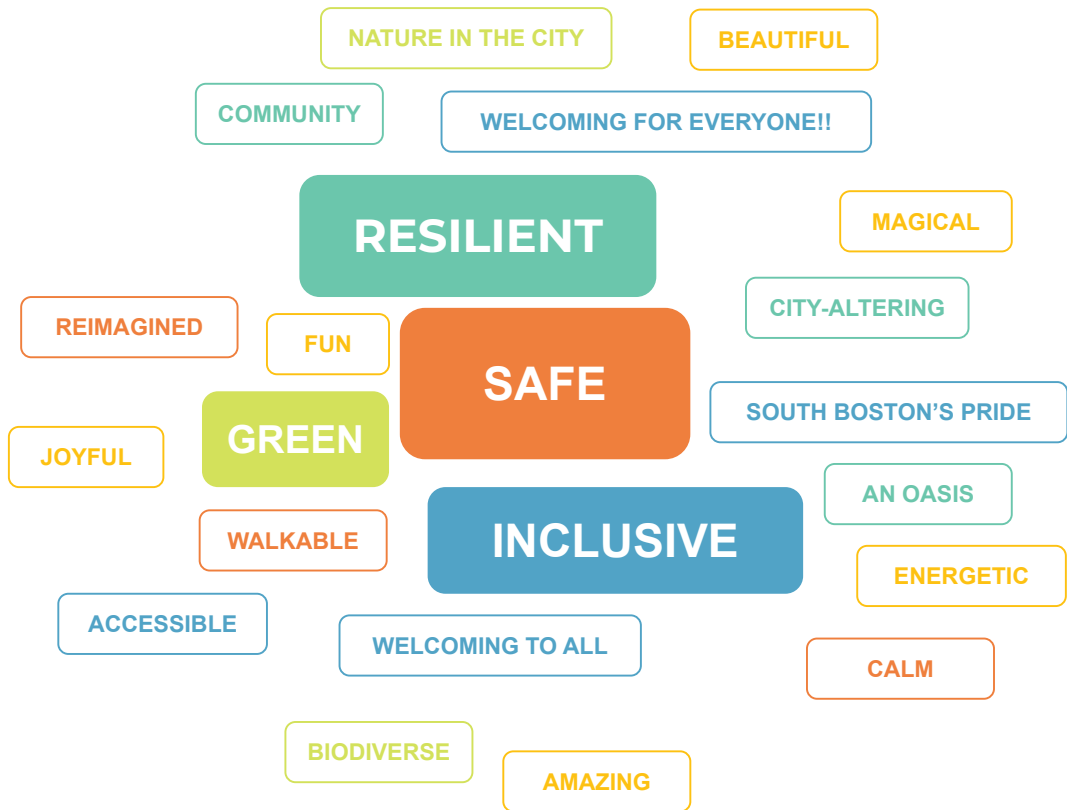 NATURE IN THE CITY
BEAUTIFUL
COMMUNITY
WELCOMING FOR EVERYONE!!
RESILIENT
MAGICAL
CITY-ALTERING
REIMAGINED
FUN
SAFE
SOUTH BOSTON’S PRIDE
GREEN
JOYFUL
AN OASIS
WALKABLE
INCLUSIVE
ENERGETIC
ACCESSIBLE
WELCOMING TO ALL
CALM
BIODIVERSE
AMAZING